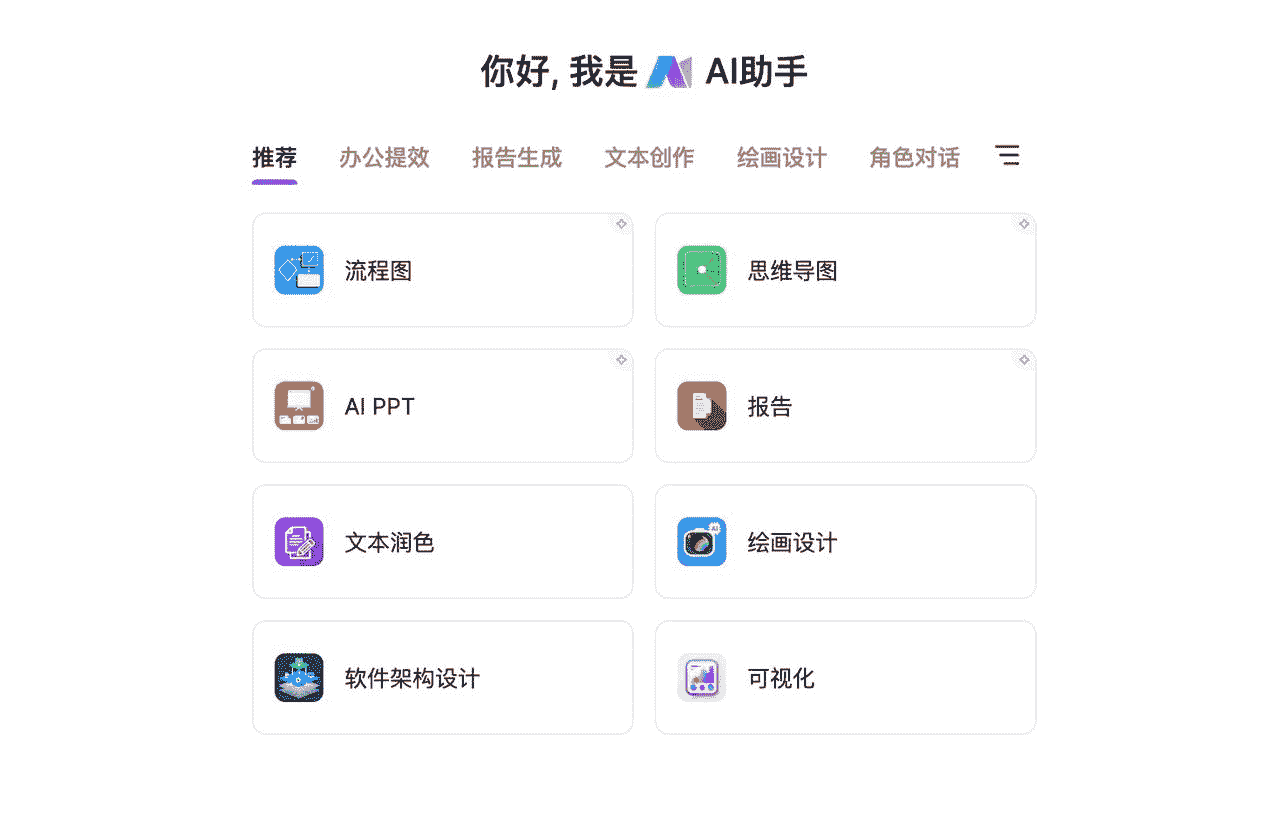 你好, 我是 AI助手
推荐 办公提效 报告生成 文本创作 绘画设计 角色对话
流程图 思维导图
AI PPT 报告
文本润色 绘画设计
软件架构设计 可视化